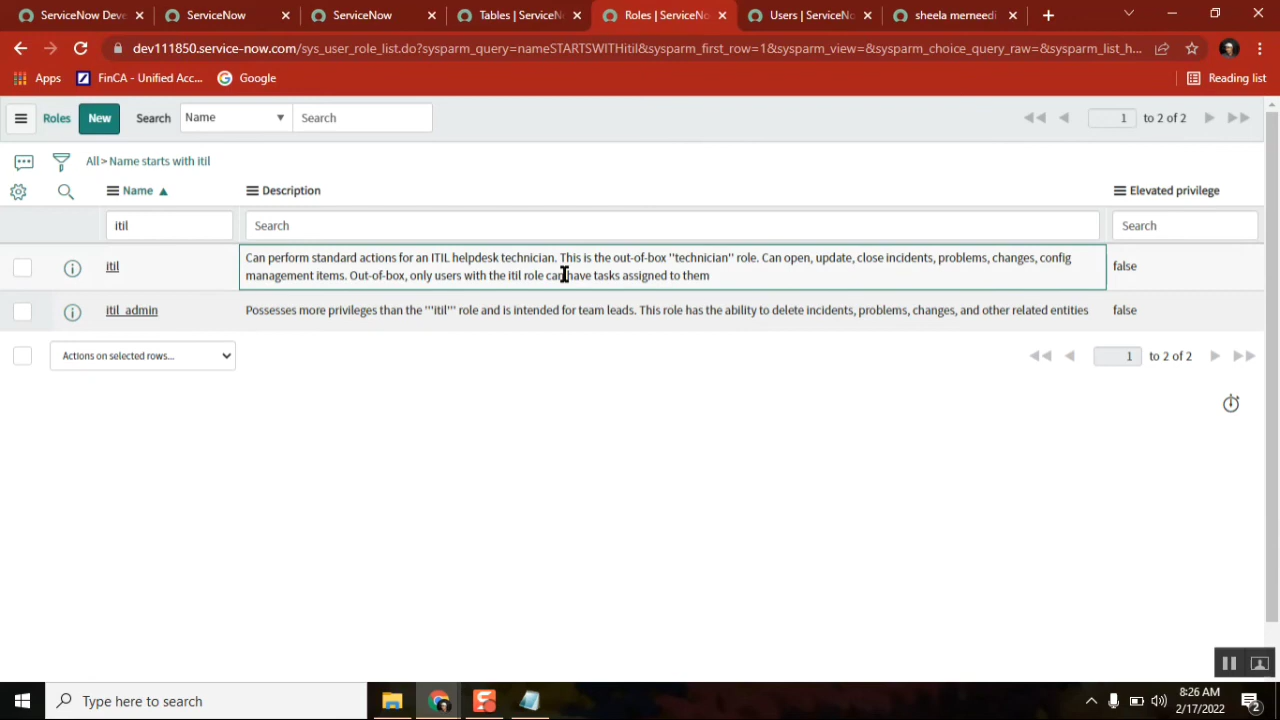 ServiceNow Deve
ServiceNow
ServiceNow
Tables | ServiceN
Roles | ServiceNo
Users | ServiceN
sheela merneedi
dev111850.service-now.com/sys_user_role_list.do?sysparm_query=nameSTARTSWITHitil&sysparm_first_row=1&sysparm_view=&sysparm_choice_query_raw=&sysparm_list_h...
Apps
FinCA - Unified Acc...
Google
Reading list
Roles
New
Search
Name
Search
1
to 2 of 2
All > Name starts with itil
Name
Description
Elevated privilege
itil
Search
Search
itil
Can perform standard actions for an ITIL helpdesk technician. This is the out-of-box "technician" role. Can open, update, close incidents, problems, changes, config
management items. Out-of-box, only users with the itil role can have tasks assigned to them
false
itil_admin
Possesses more privileges than the '"itil"' role and is intended for team leads. This role has the ability to delete incidents, problems, changes, and other related entities
false
Actions on selected rows...
1
to 2 of 2
Type here to search
8:26 AM
2/17/2022
2